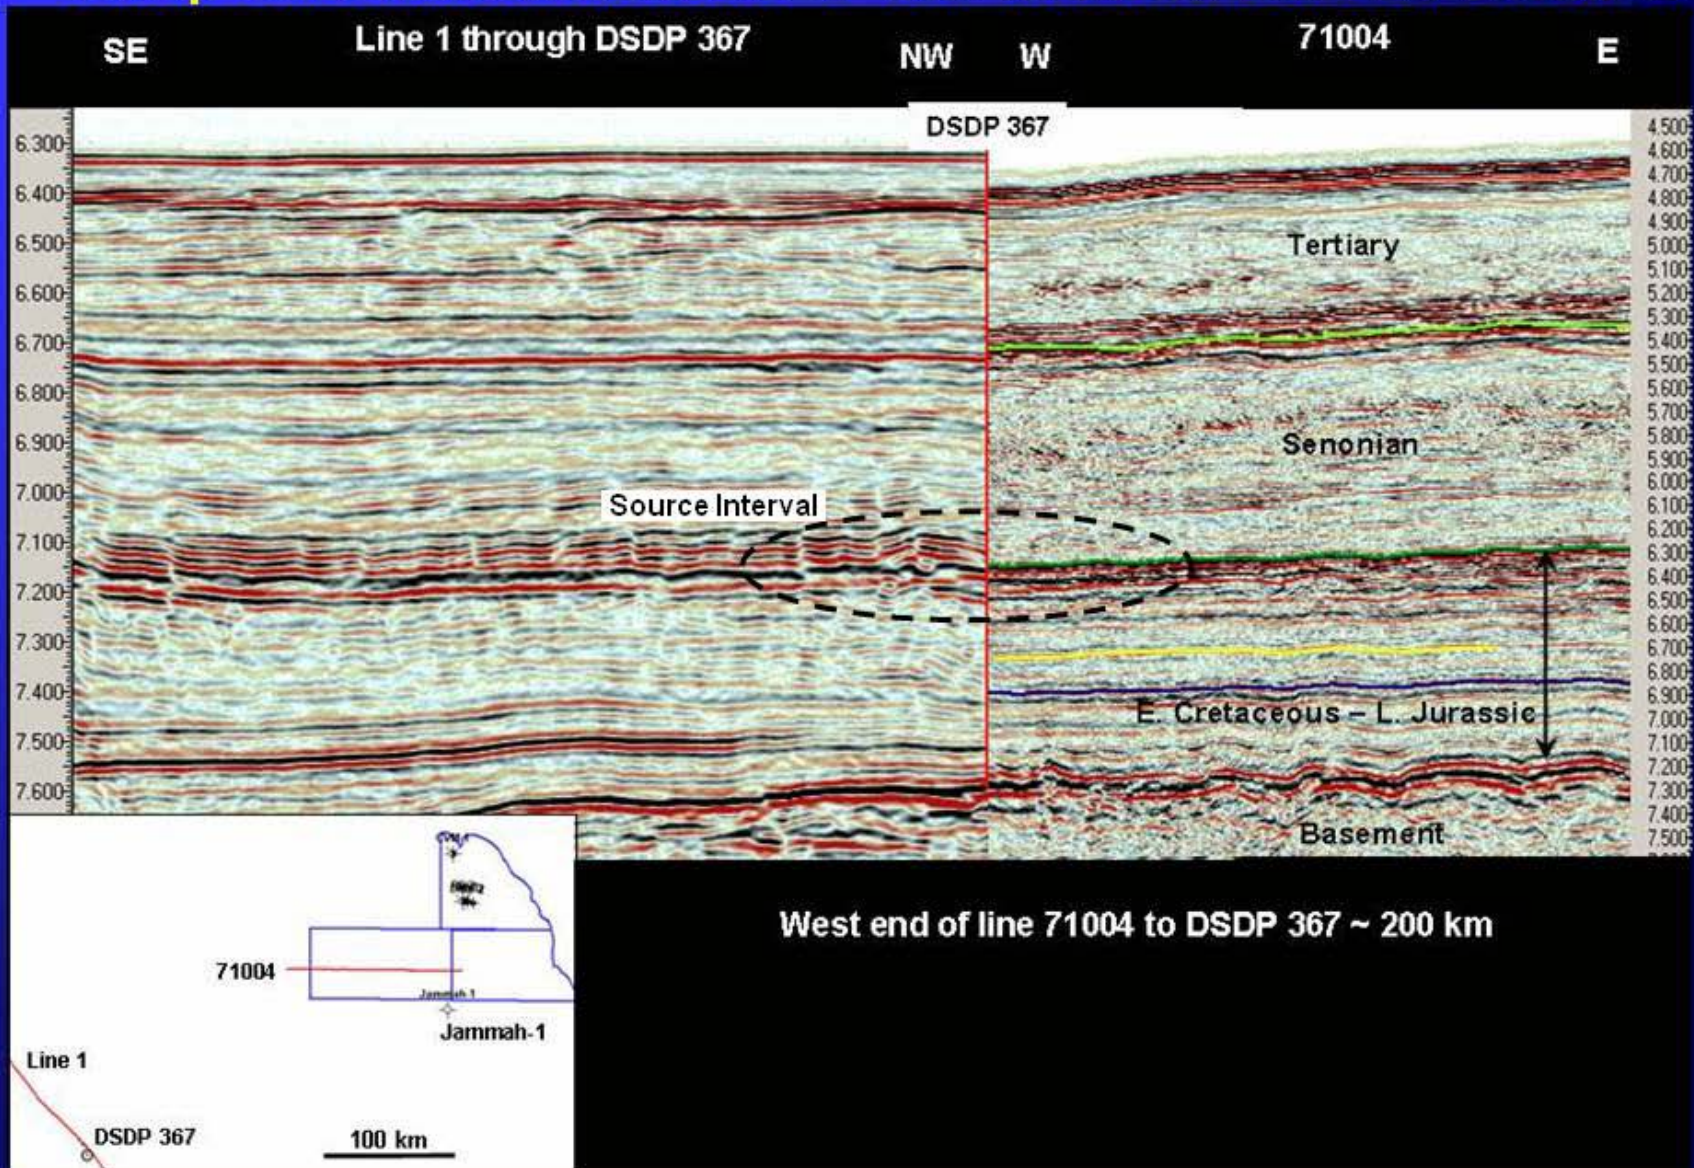 SE
Line 1 through DSDP 367
NW
W
71004
E
DSDP 367
6.300
6.400
6.500
6.600
6.700
6.800
6.900
7.000
7.100
7.200
7.300
7.400
7.500
7.600
Source Interval
Tertiary
Senonian
E. Cretaceous – L. Jurassic
Basement
4.500
4.600
4.700
4.800
4.900
5.000
5.100
5.200
5.300
5.400
5.500
5.600
5.700
5.800
5.900
6.000
6.100
6.200
6.300
6.400
6.500
6.600
6.700
6.800
6.900
7.000
7.100
7.200
7.300
7.400
7.500
West end of line 71004 to DSDP 367 ~ 200 km
71004
Jammah-1
Jammah-1
Line 1
DSDP 367
100 km